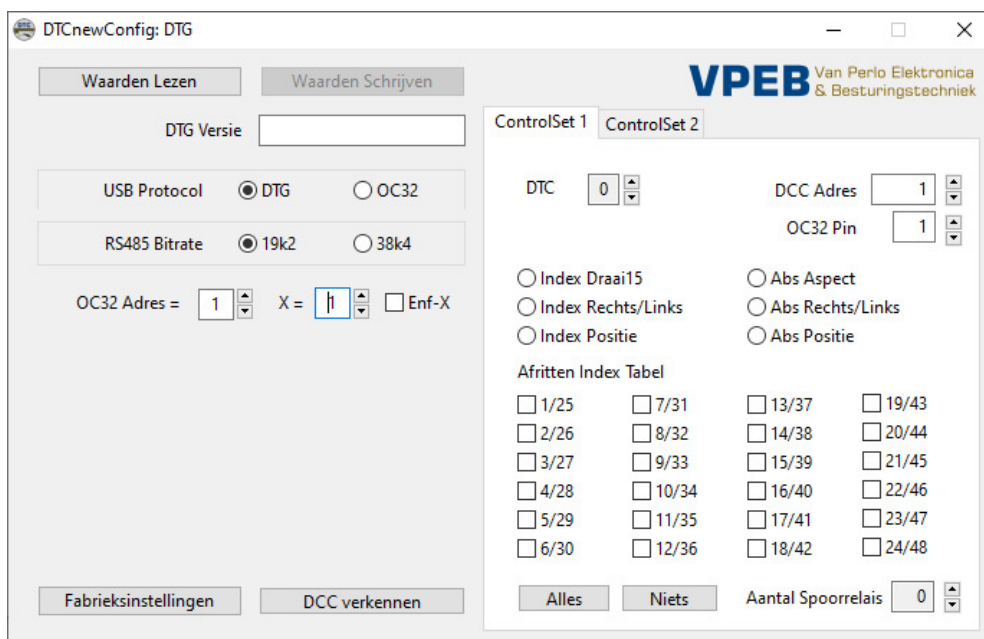 DTCnewConfig: DTG
Waarden Lezen
Waarden Schrijven
DTG Versie
USB Protocol DTG OC32
RS485 Bitrate 19k2 38k4
OC32 Adres = 1 X = 1 Enf-X
Fabrieksinstellingen
DCC verkennen
VPEB Van Perlo Elektronica
& Besturingstechniek
ControlSet 1 ControlSet 2
DTC 0 DCC Adres 1
OC32 Pin 1
Index Draai15 Abs Aspect
Index Rechts/Links Abs Rechts/Links
Index Positie Abs Positie
Afritten Index Tabel
1/25 7/31 13/37 19/43
2/26 8/32 14/38 20/44
3/27 9/33 15/39 21/45
4/28 10/34 16/40 22/46
5/29 11/35 17/41 23/47
6/30 12/36 18/42 24/48
Alles Niets Aantal Spoorrelais 0